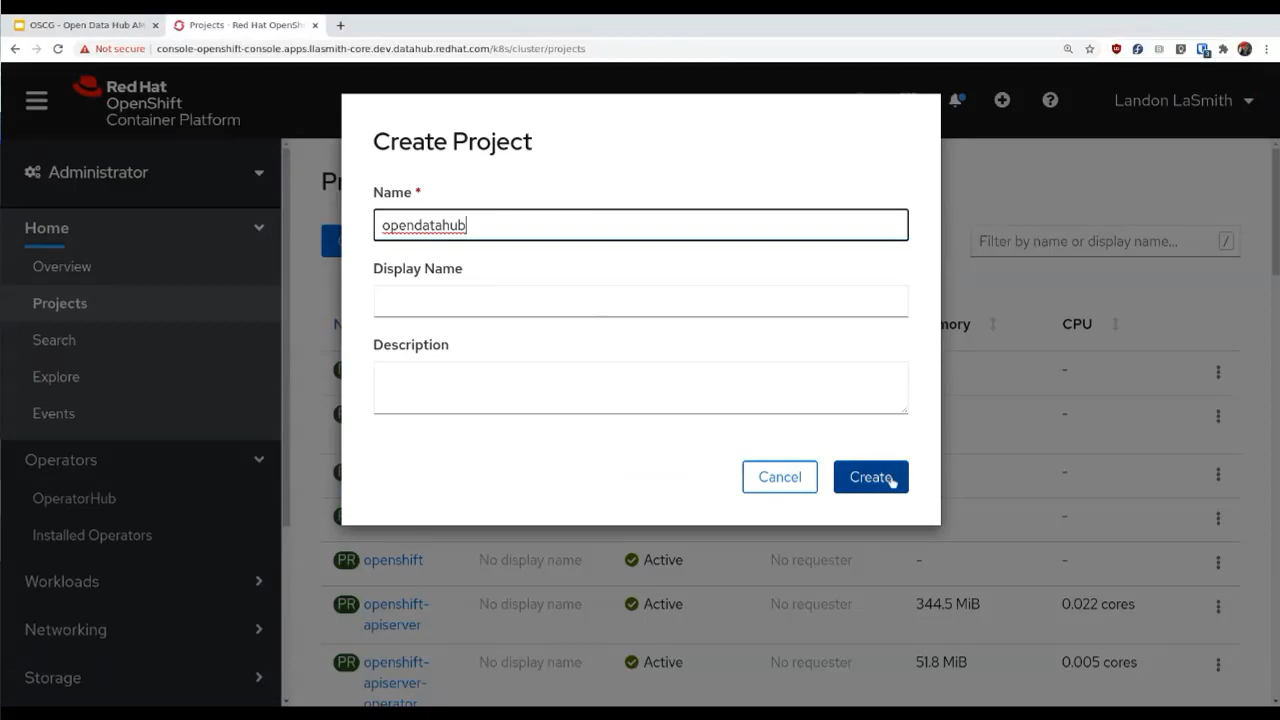 OSCG - Open Data Hub AM
Projects - Red Hat OpenShi
Not secure
console-openshift-console.apps.llasmith-core.dev.datahub.redhat.com/k8s/cluster/projects
Red Hat
OpenShift
Container Platform
Landon LaSmith
Administrator
Home
Overview
Projects
Search
Explore
Events
Operators
OperatorHub
Installed Operators
Workloads
Networking
Storage
Create Project
Name *
opendatahub
Display Name
Description
Cancel
Create
Filter by name or display name...
/
mory
CPU
-
-
-
-
PR openshift
No display name
Active
No requester
-
-
PR openshift-
apiserver
No display name
Active
No requester
344.5 MiB
0.022 cores
PR openshift-
apiserver-
operator
No display name
Active
No requester
51.8 MiB
0.005 cores